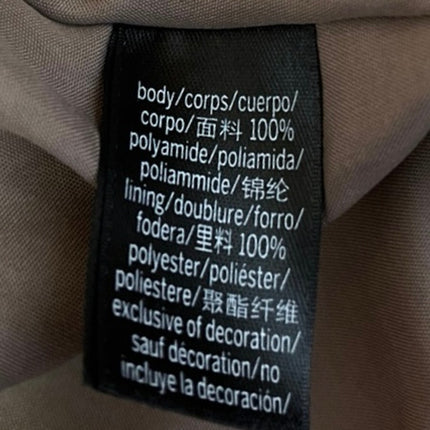 body/corps/cuerpo/
corpo/面料 100%
polyamide/poliamida/
poliammide/锦纶
lining/doublure/forro/
fodera/里料 100%
polyester/poliéster/
poliestere/聚酯纤维
exclusive of decoration/
sauf décoration/no
incluye la decoración/